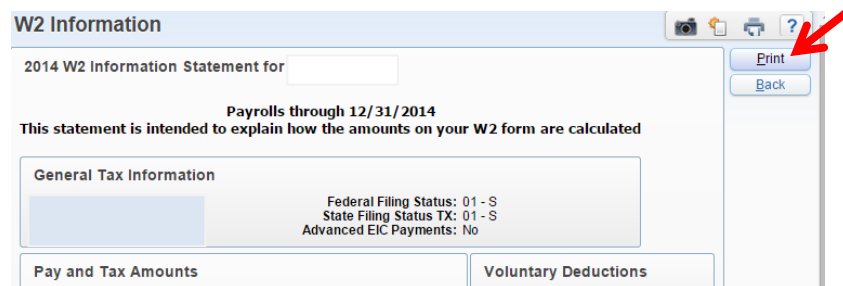 W2 Information
?
2014 W2 Information Statement for
Print
Back
Payrolls through 12/31/2014
This statement is intended to explain how the amounts on your W2 form are calculated
General Tax Information
Federal Filing Status: 01 - S
State Filing Status TX: 01 - S
Advanced EIC Payments: No
Pay and Tax Amounts
Voluntary Deductions